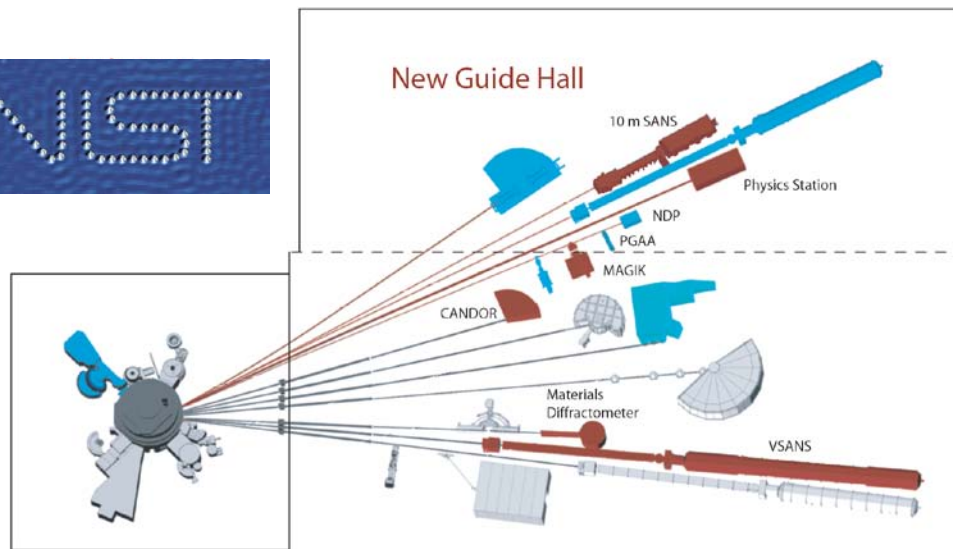 NIST
New Guide Hall
10 m SANS
Physics Station
NDP
PGAA
MAGIK
CANDOR
Materials
Diffractometer
VSANS